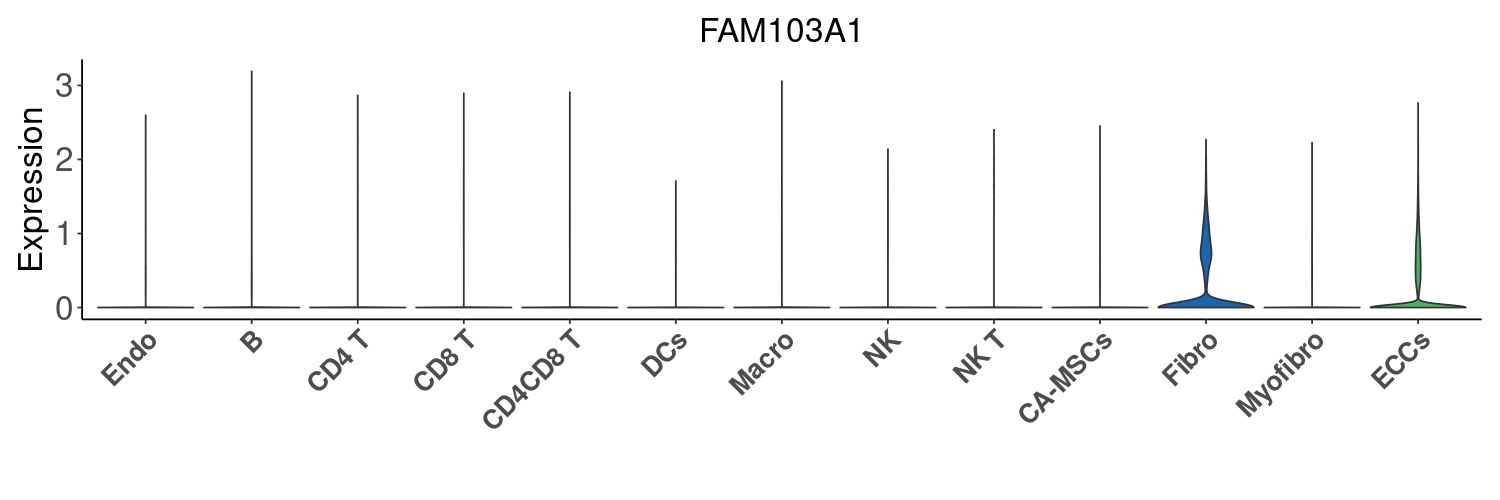 FAM103A1
Expression
3
2
1
0
Endo
B
CD4 T
CD8 T
CD4CD8 T
DCs
Macro
NK
NK T
CA-MSCs
Fibro
Myofibro
ECCs